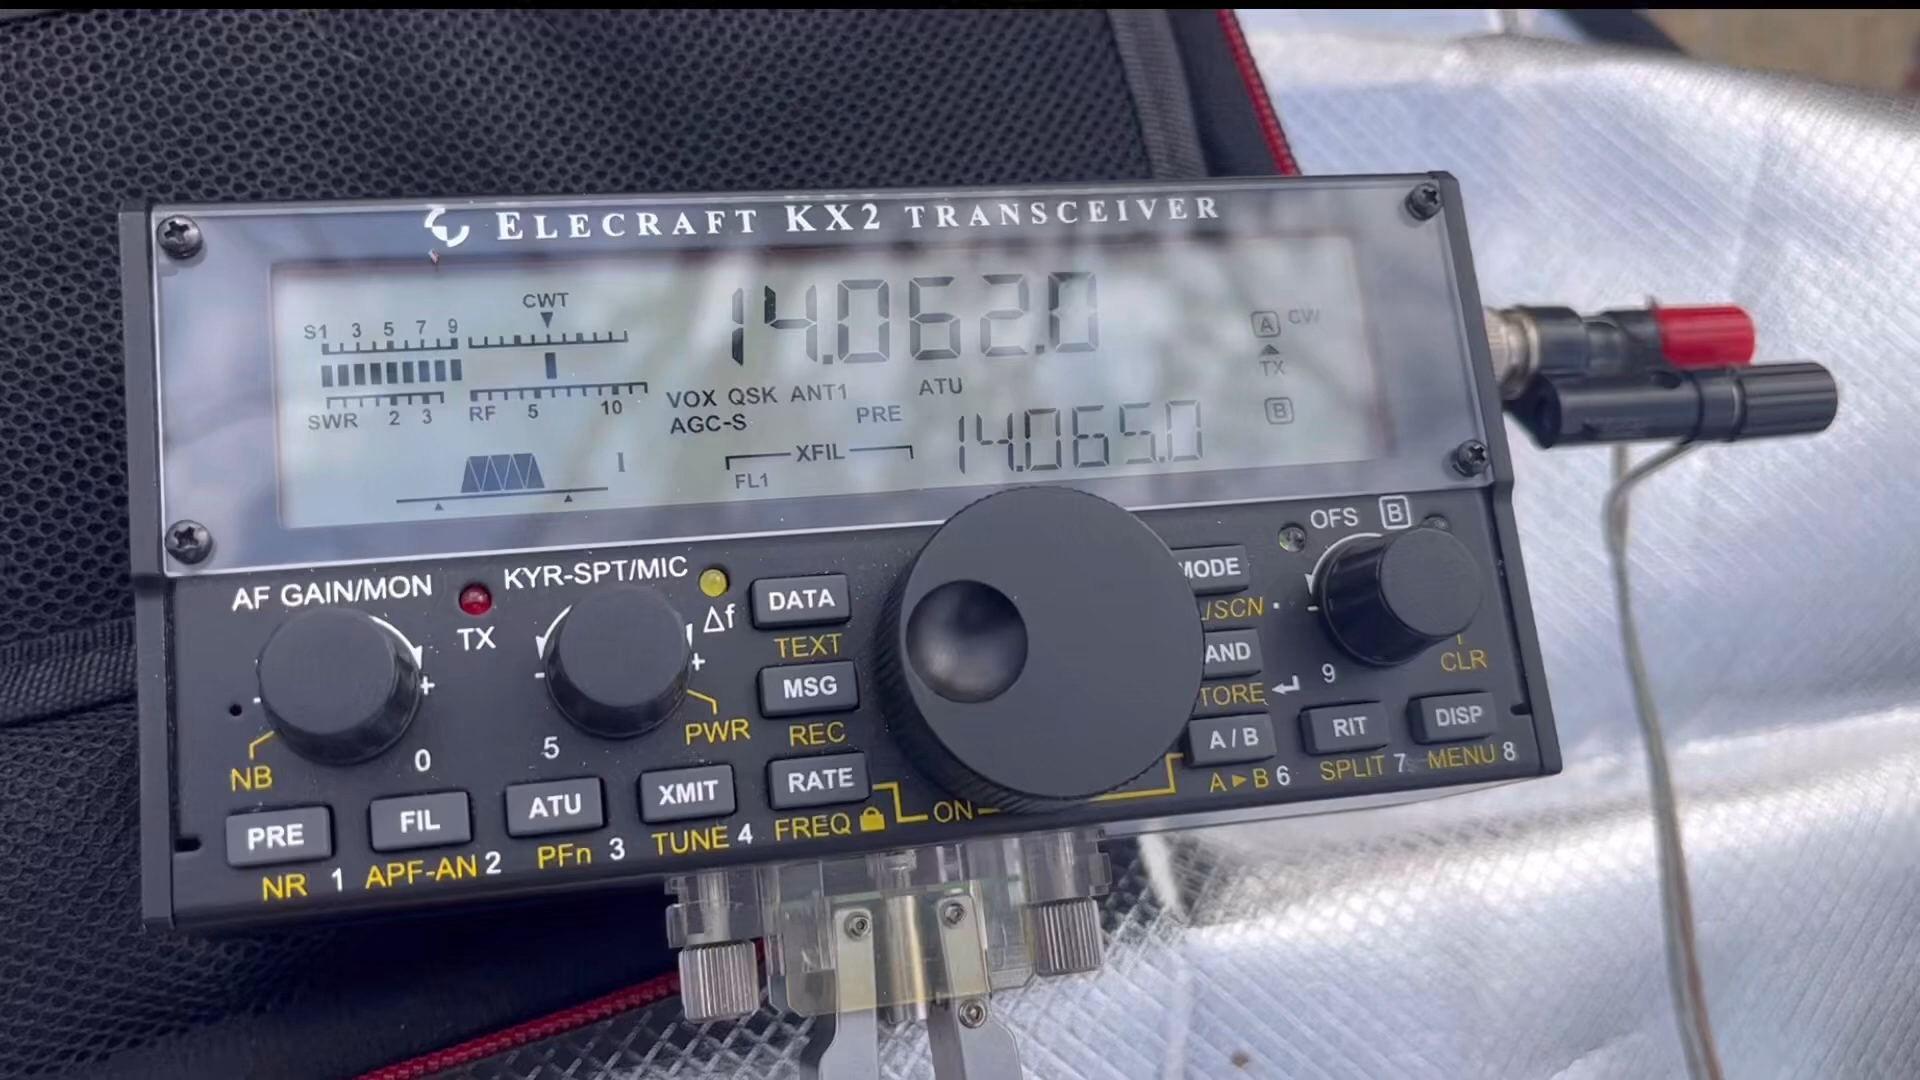 ELECRAFT KX2 TRANSCEIVER
CWT
S1 3 5 7 9
14.062.0
A CW
TX
SWR 2 3 RF 5 10
VOX QSK ANT1 ATU
AGC-S PRE
B
XFIL
FL1
I
14.065.0
AF GAIN/MON
TX
KYR-SPT/MIC
Δf
- +
- +
NB
0
5
PWR
DATA
TEXT
MSG
REC
RATE
FREQ
ON
MODE
/SCN
AND
TORE
A/B
A►B 6
OFS B
- +
9
CLR
RIT
SPLIT 7
DISP
MENU 8
PRE
NR 1
FIL
APF-AN 2
ATU
PFn 3
XMIT
TUNE 4